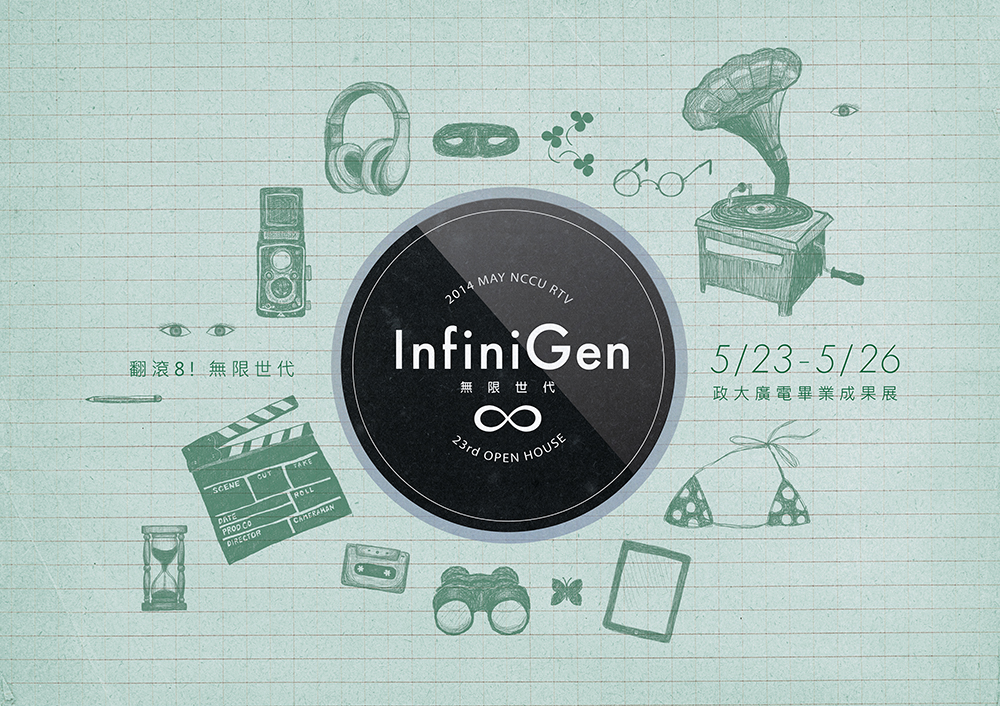 2014 MAY NCCU RTV
InfiniGen
無限世代
23rd OPEN HOUSE
翻滾8! 無限世代
5/23-5/26
政大廣電畢業成果展
SCENE CUT TAKE
DATE ROLL
PROD CO CAMERAMAN
DIRECTOR